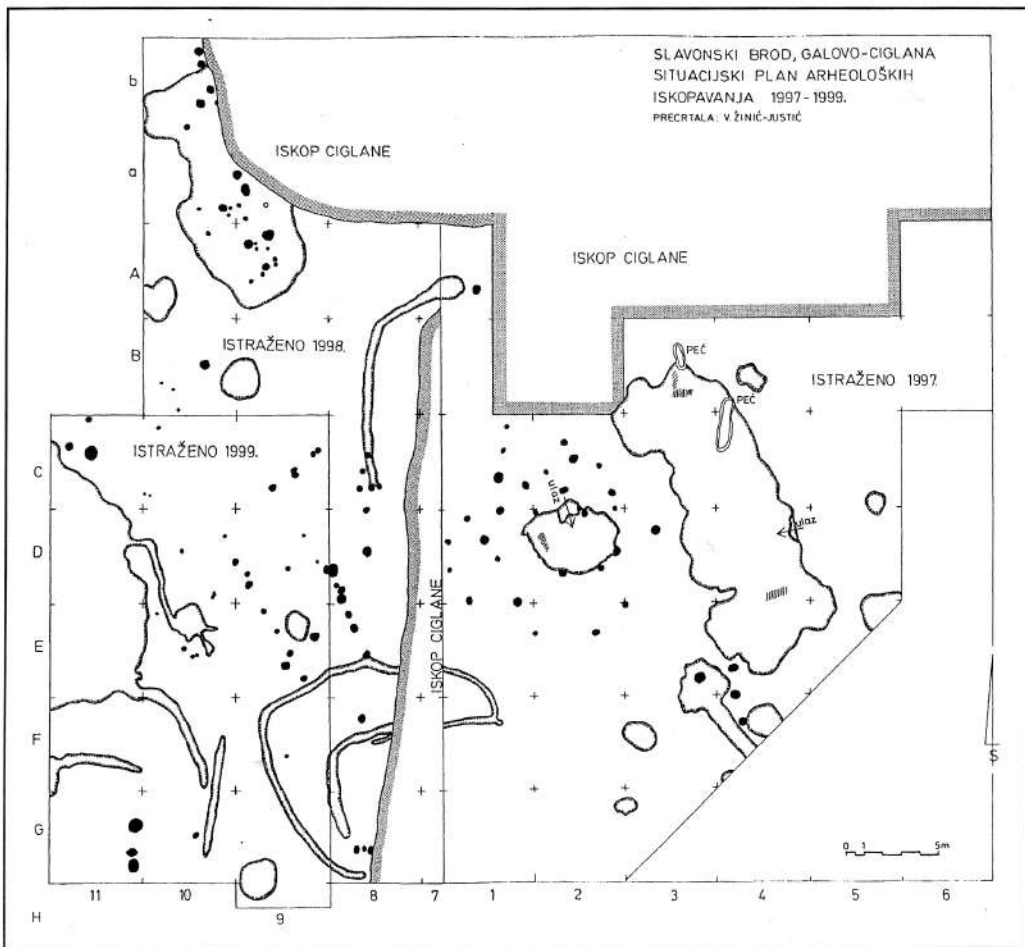 SLAVONSKI BROD, GALOVO-CIGLANA
SITUACIJSKI PLAN ARHEOLOŠKIH
ISKOPAVANJA 1997-1999.
PRECRTALA: V. ŽINIĆ-JUSTIĆ
b
ISKOP CIGLANE
a
ISKOP CIGLANE
A
ISTRAŽENO 1998.
B
PEĆ
ISTRAŽENO 1997.
PEĆ
ISTRAŽENO 1999.
C
ulaz
D
ulaz
ISKOP CIGLANE
E
F
S
G
0 1 5m
11 10 9 8 7 1 2 3 4 5 6
H